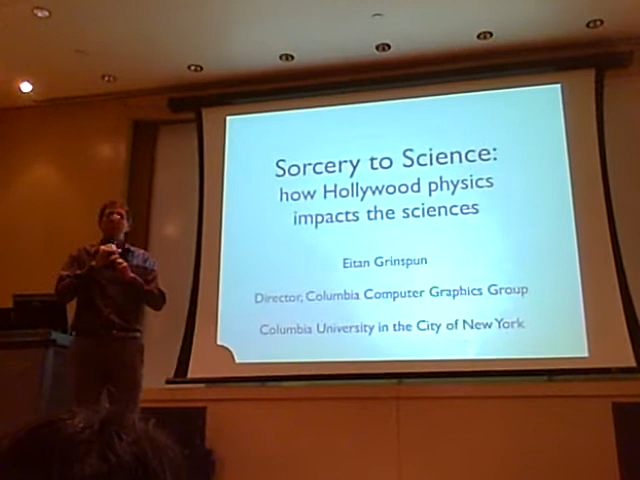 Sorcery to Science:
how Hollywood physics
impacts the sciences
Eitan Grinspun
Director, Columbia Computer Graphics Group
Columbia University in the City of New York